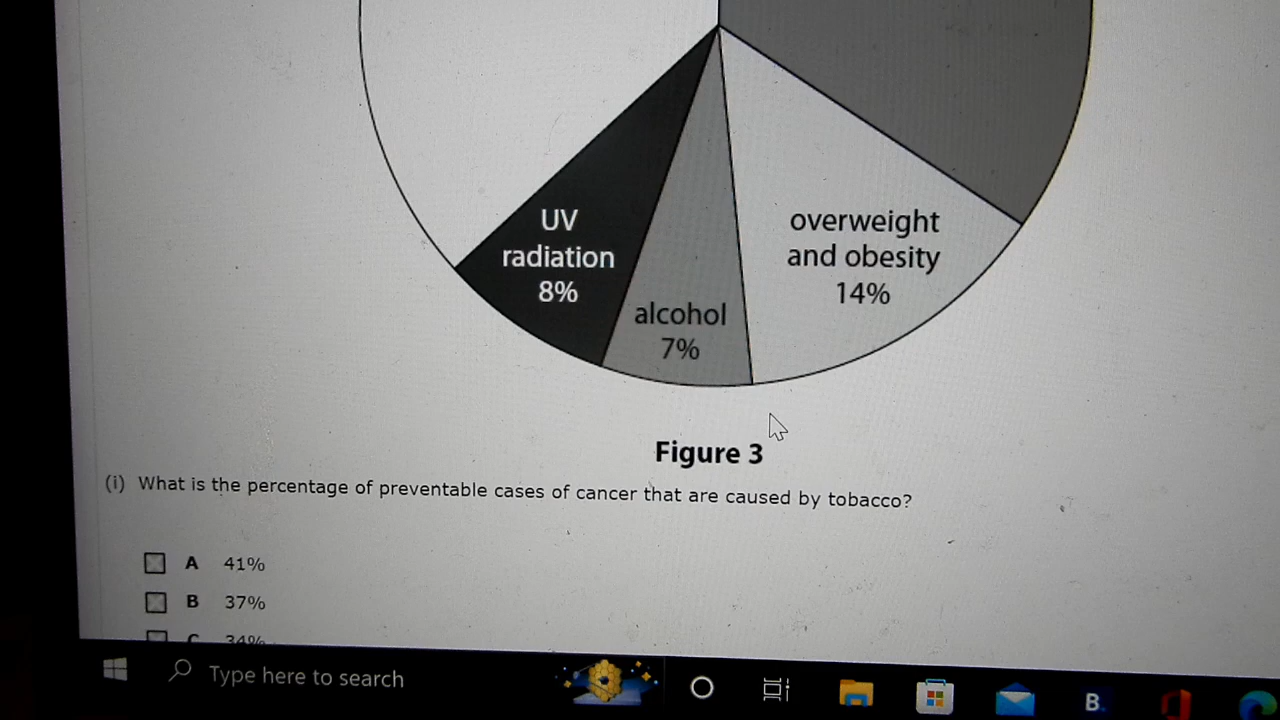 UV
radiation
8%
alcohol
7%
overweight
and obesity
14%
Figure 3
(i) What is the percentage of preventable cases of cancer that are caused by tobacco?
A 41%
B 37%
C 34%
Type here to search
B.